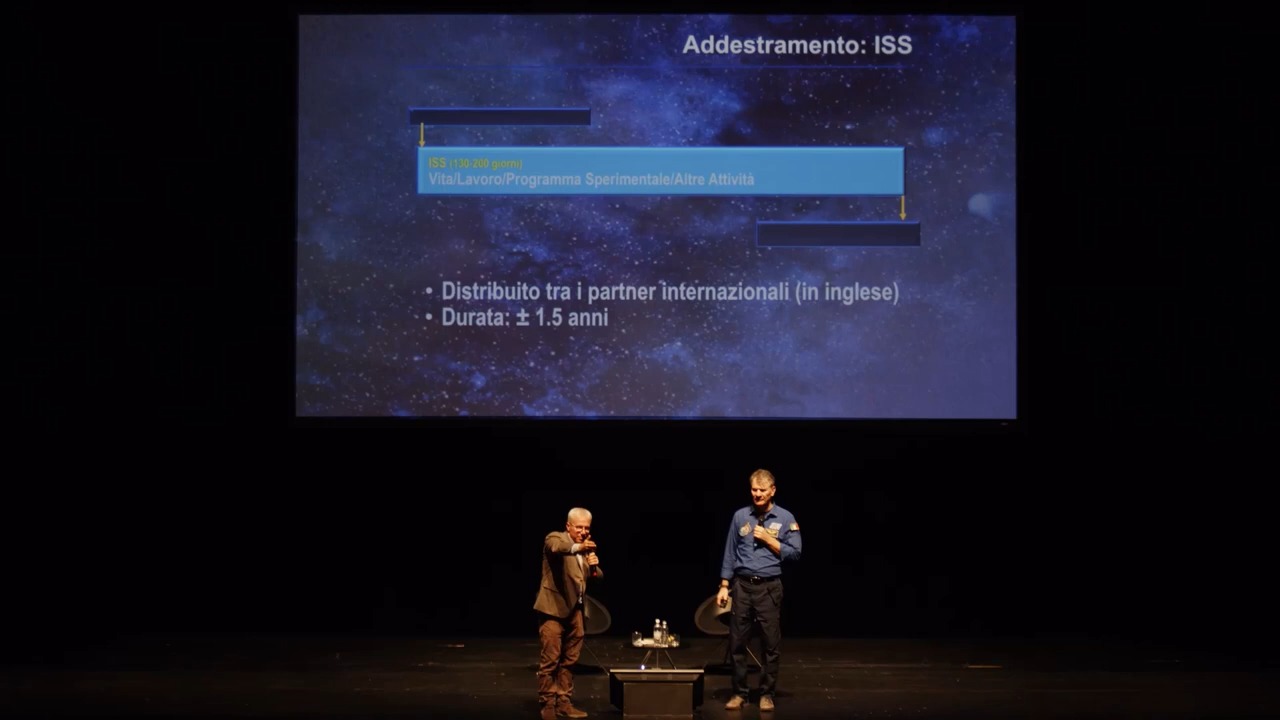 Addestramento: ISS
ISS (130-200 giorni)
Vita/Lavoro/Programma Sperimentale/Altre Attività
• Distribuito tra i partner internazionali (in inglese)
• Durata: ± 1.5 anni